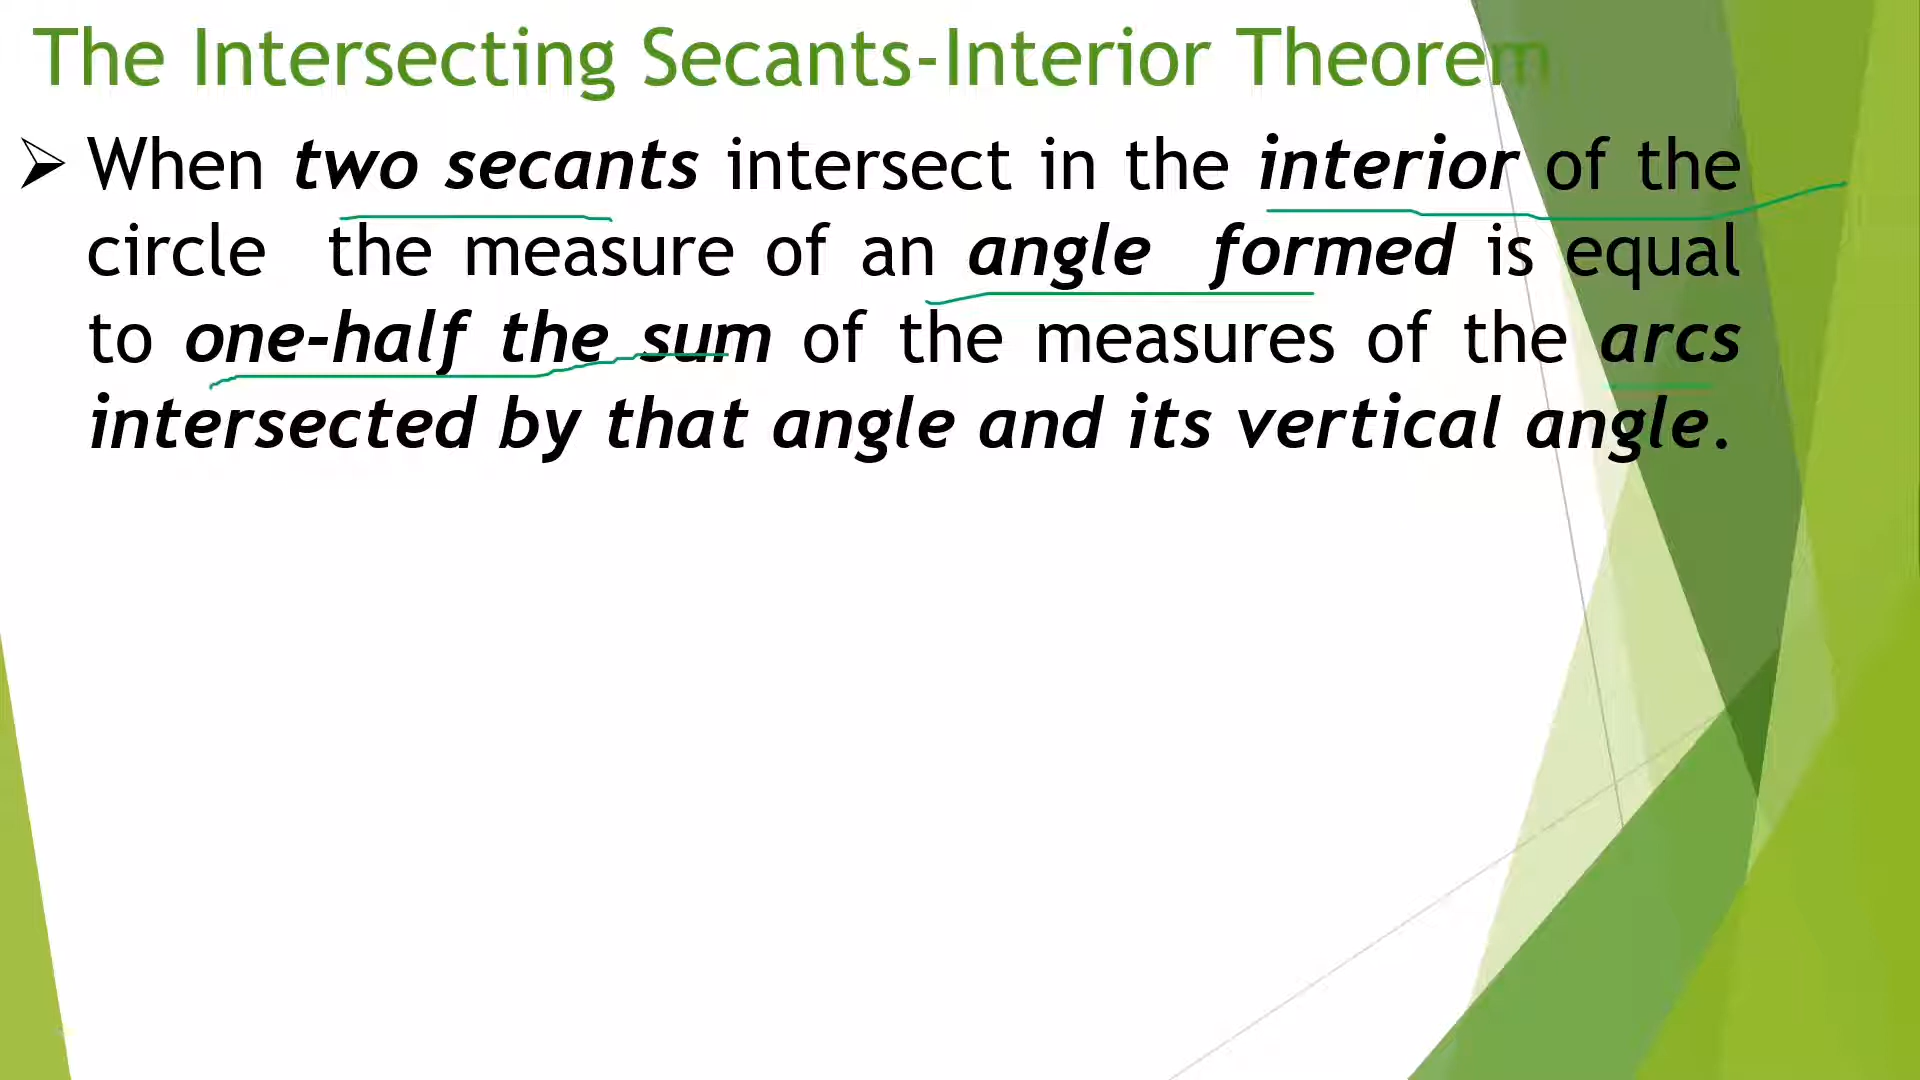 The Intersecting Secants-Interior Theorem
When two secants intersect in the interior of the
circle the measure of an angle formed is equal
to one-half the sum of the measures of the arcs
intersected by that angle and its vertical angle.